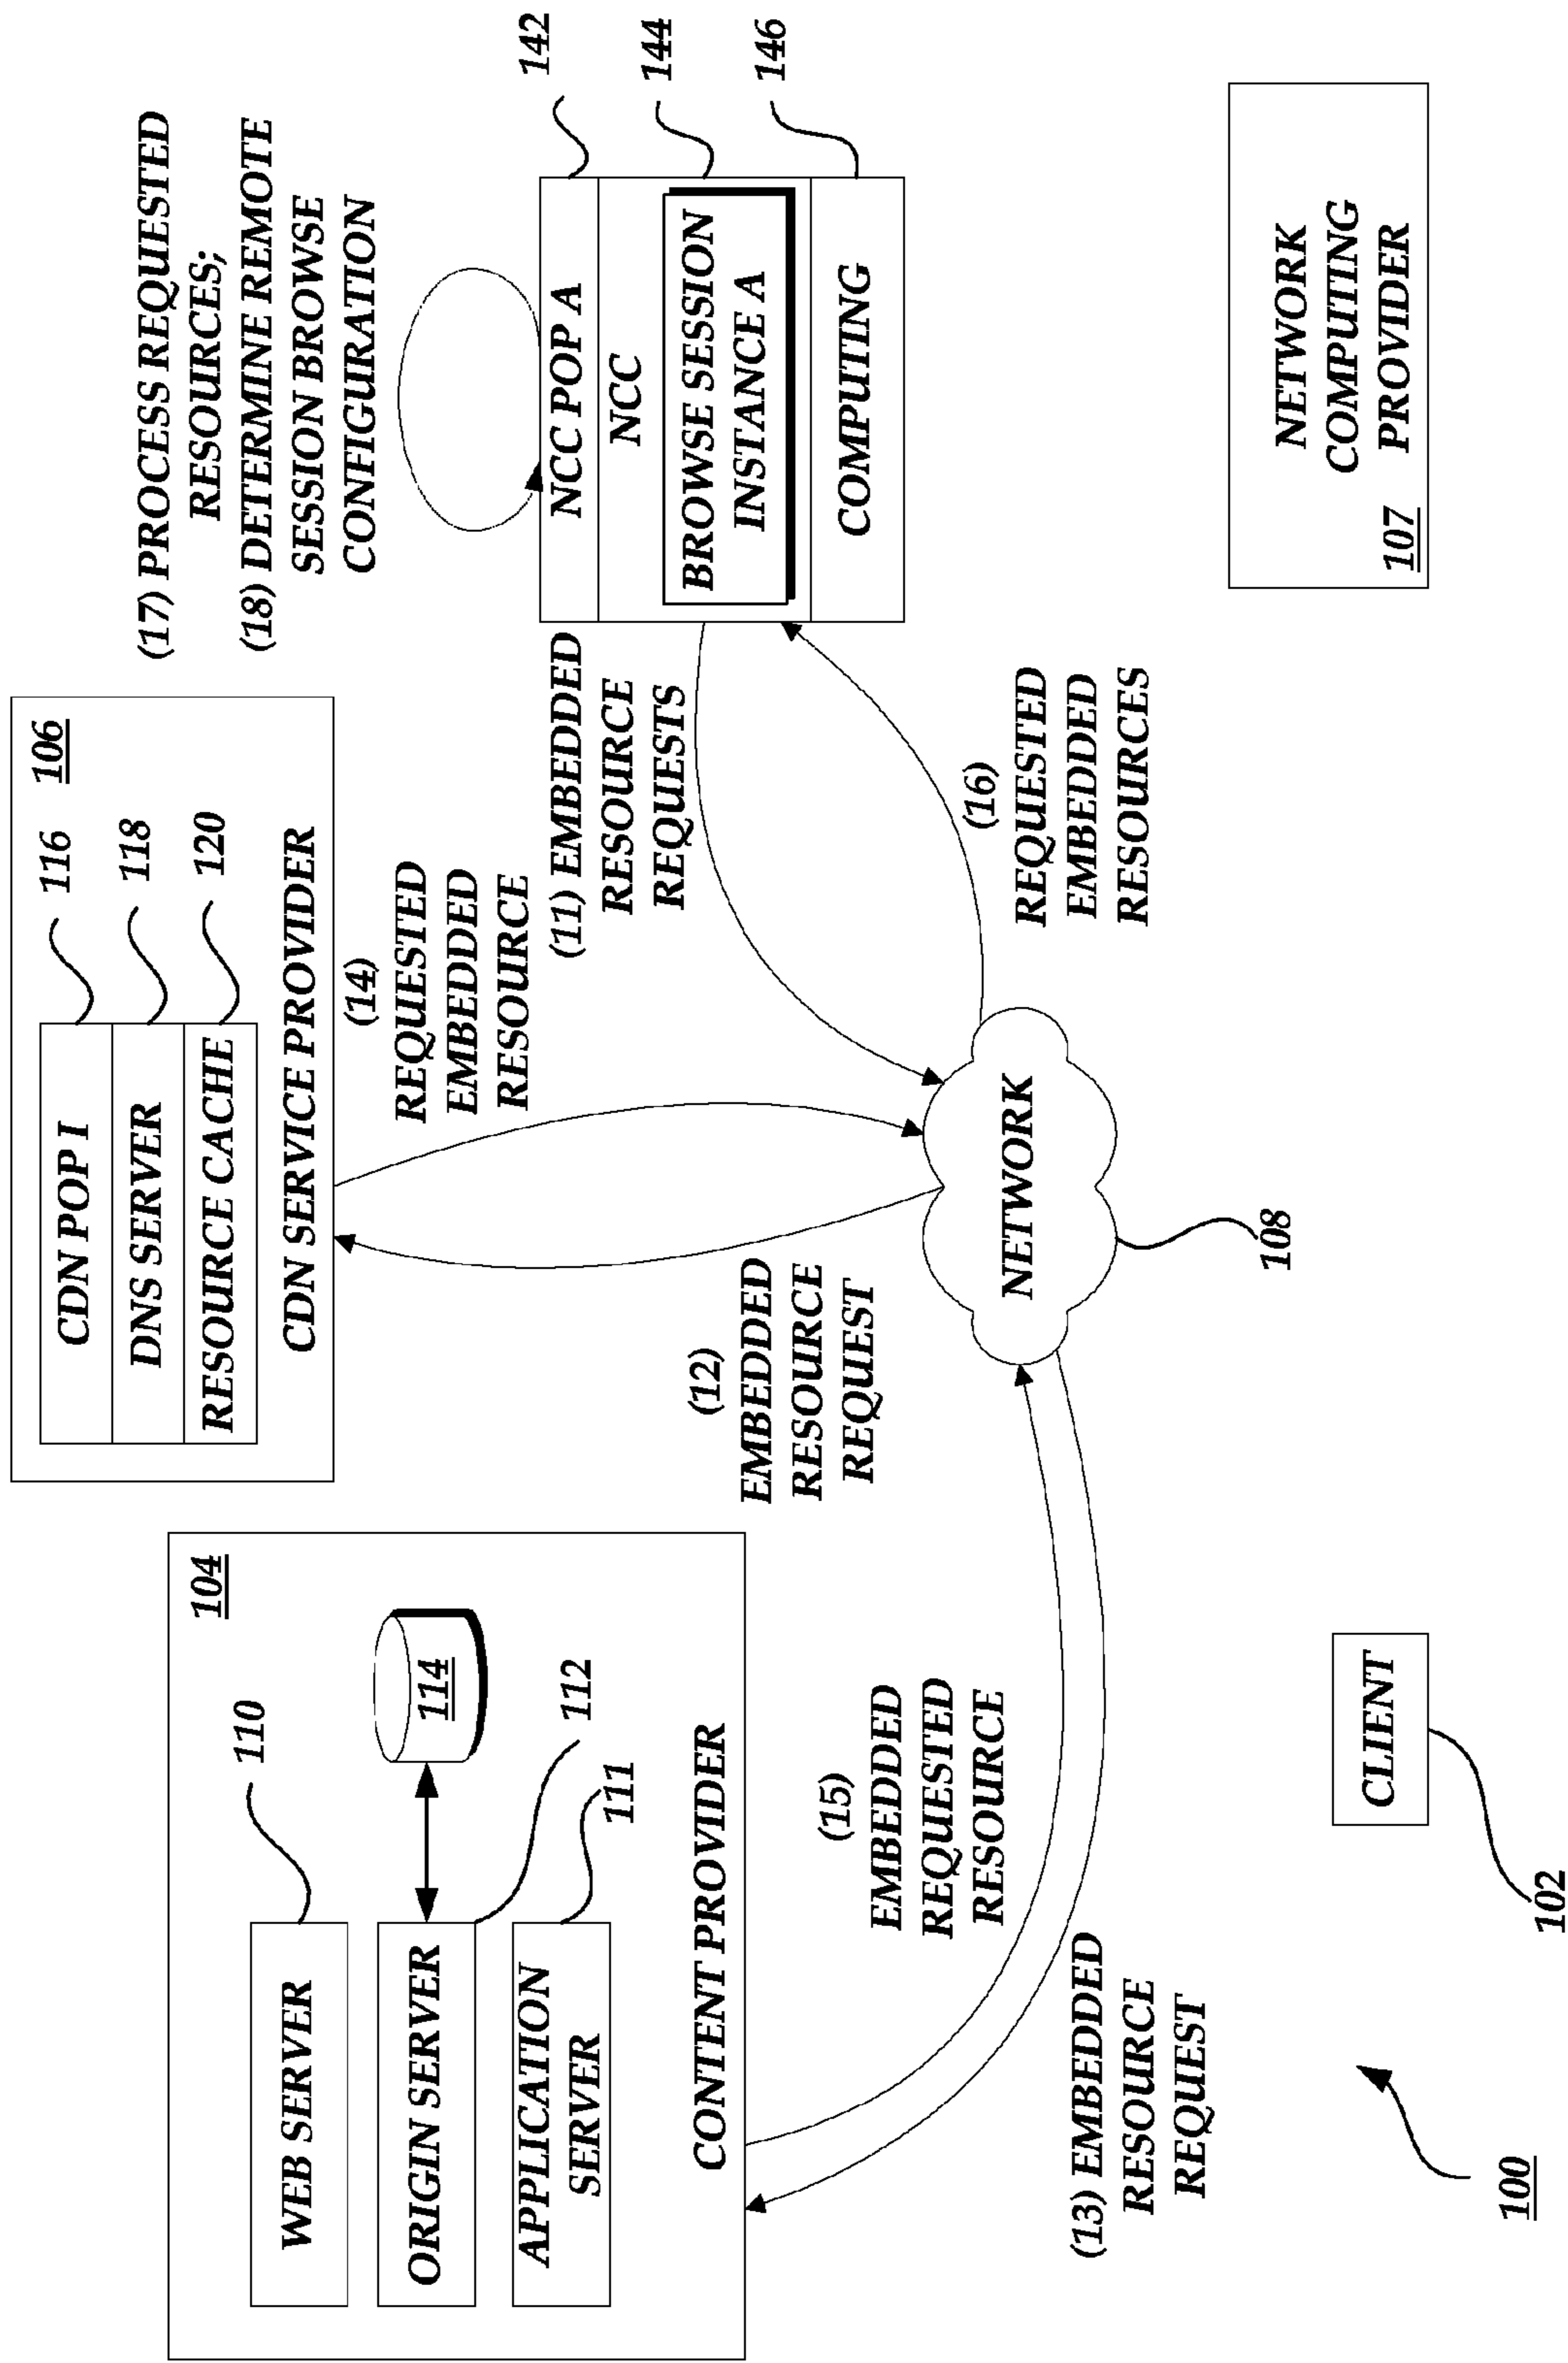 104
110
WEB SERVER
ORIGIN SERVER
114
112
APPLICATION
SERVER
111
CONTENT PROVIDER
106
116
118
120
CDN POP I
DNS SERVER
RESOURCE CACHE
CDN SERVICE PROVIDER
(17) PROCESS REQUESTED
RESOURCES;
(18) DETERMINE REMOTE
SESSION BROWSE
CONFIGURATION
142
144
146
NCC POP A
NCC
BROWSE SESSION
INSTANCE A
COMPUTING
(14)
REQUESTED
EMBEDDED
RESOURCE
(11) EMBEDDED
RESOURCE
REQUESTS
(12)
EMBEDDED
RESOURCE
REQUEST
(16)
REQUESTED
EMBEDDED
RESOURCES
(15)
EMBEDDED
REQUESTED
RESOURCE
NETWORK
108
(13) EMBEDDED
RESOURCE
REQUEST
CLIENT
102
NETWORK
COMPUTING
PROVIDER
107
100